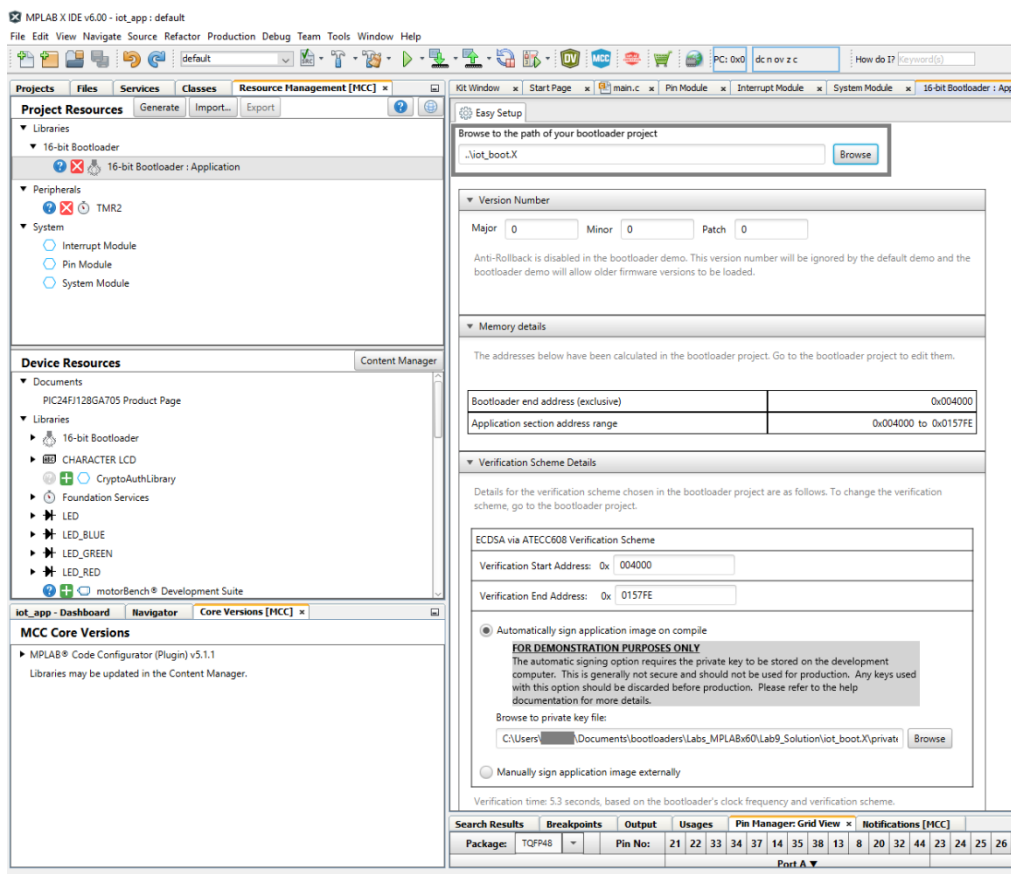 MPLAB X IDE v6.00 - iot_app : default
File Edit View Navigate Source Refactor Production Debug Team Tools Window Help
default
DV
MCC
PC: 0x0
dc n ov z c
How do I? Keyword(s)
Projects Files Services Classes Resource Management [MCC] ×
Project Resources Generate Import... Export
Libraries
16-bit Bootloader
16-bit Bootloader : Application
Peripherals
TMR2
System
Interrupt Module
Pin Module
System Module
Device Resources Content Manager
Documents
PIC24FJ128GA705 Product Page
Libraries
16-bit Bootloader
CHARACTER LCD
CryptoAuthLibrary
Foundation Services
LED
LED_BLUE
LED_GREEN
LED_RED
motorBench® Development Suite
iot_app - Dashboard Navigator Core Versions [MCC] ×
MCC Core Versions
MPLAB® Code Configurator (Plugin) v5.1.1
Libraries may be updated in the Content Manager.
Kit Window × Start Page × main.c × Pin Module × Interrupt Module × System Module × 16-bit Bootloader : App
Easy Setup
Browse to the path of your bootloader project
..\iot_boot.X Browse
Version Number
Major 0 Minor 0 Patch 0
Anti-Rollback is disabled in the bootloader demo. This version number will be ignored by the default demo and the
bootloader demo will allow older firmware versions to be loaded.
Memory details
The addresses below have been calculated in the bootloader project. Go to the bootloader project to edit them.
Bootloader end address (exclusive) 0x004000
Application section address range 0x004000 to 0x0157FE
Verification Scheme Details
Details for the verification scheme chosen in the bootloader project are as follows. To change the verification
scheme, go to the bootloader project.
ECDSA via ATECC608 Verification Scheme
Verification Start Address: 0x 004000
Verification End Address: 0x 0157FE
Automatically sign application image on compile
FOR DEMONSTRATION PURPOSES ONLY
The automatic signing option requires the private key to be stored on the development
computer. This is generally not secure and should not be used for production. Any keys used
with this option should be discarded before production. Please refer to the help
documentation for more details.
Browse to private key file:
C:\Users\ \Documents\bootloaders\Labs_MPLABx60\Lab9_Solution\iot_boot.X\private Browse
Manually sign application image externally
Verification time: 5.3 seconds, based on the bootloader's clock frequency and verification scheme.
Search Results Breakpoints Output Usages Pin Manager: Grid View × Notifications [MCC]
Package: TQFP48 Pin No: 21 22 33 34 37 14 35 38 13 8 20 32 44 23 24 25 26
Port A ▼